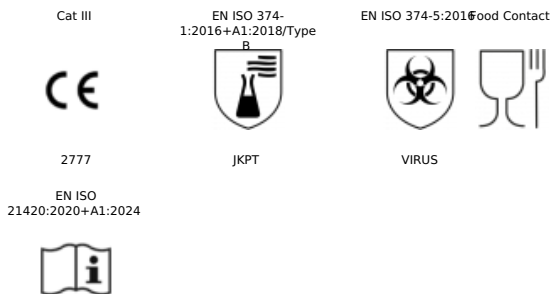 Cat III
EN ISO 374-
1:2016+A1:2018/Type
B
EN ISO 374-5:2016
Food Contact
CE
2777
JKPT
VIRUS
EN ISO
21420:2020+A1:2024
i